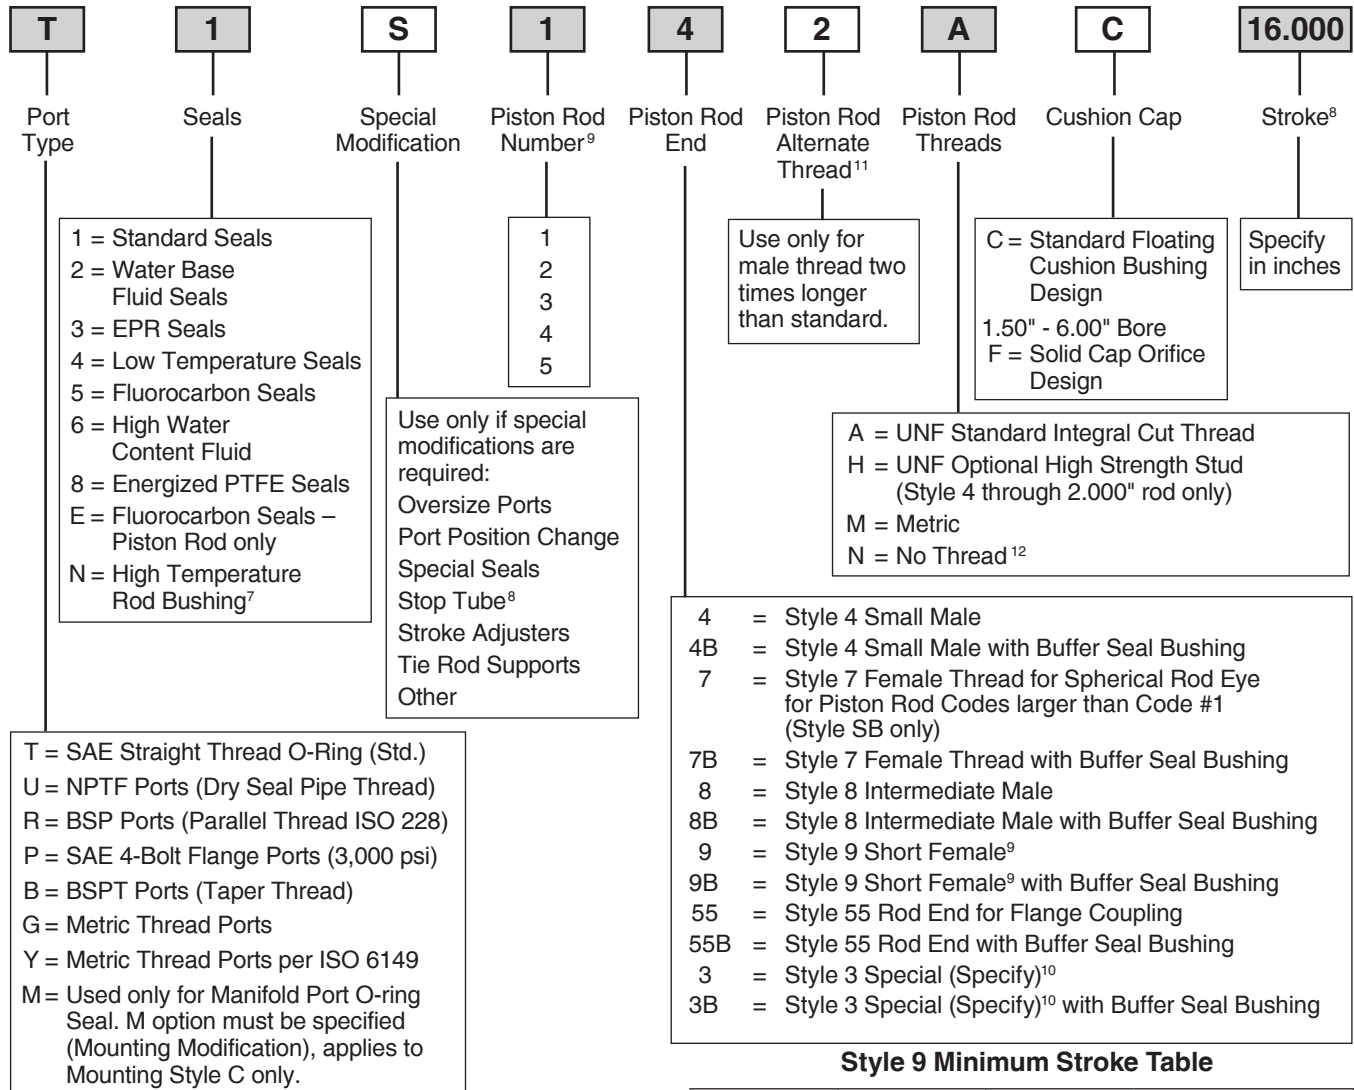 T 1 S 1 4 2 A C 16.000
Port
Type
Seals
Special
Modification
Piston Rod
Number⁹
Piston Rod
End
Piston Rod
Alternate
Thread¹¹
Piston Rod
Threads
Cushion Cap
Stroke⁸
1 = Standard Seals
2 = Water Base
Fluid Seals
3 = EPR Seals
4 = Low Temperature Seals
5 = Fluorocarbon Seals
6 = High Water
Content Fluid
8 = Energized PTFE Seals
E = Fluorocarbon Seals –
Piston Rod only
N = High Temperature
Rod Bushing⁷
1
2
3
4
5
Use only for
male thread two
times longer
than standard.
C = Standard Floating
Cushion Bushing
Design
1.50" - 6.00" Bore
F = Solid Cap Orifice
Design
Specify
in inches
Use only if special
modifications are
required:
Oversize Ports
Port Position Change
Special Seals
Stop Tube⁸
Stroke Adjusters
Tie Rod Supports
Other
A = UNF Standard Integral Cut Thread
H = UNF Optional High Strength Stud
(Style 4 through 2.000" rod only)
M = Metric
N = No Thread¹²
4 = Style 4 Small Male
4B = Style 4 Small Male with Buffer Seal Bushing
7 = Style 7 Female Thread for Spherical Rod Eye
for Piston Rod Codes larger than Code #1
(Style SB only)
7B = Style 7 Female Thread with Buffer Seal Bushing
8 = Style 8 Intermediate Male
8B = Style 8 Intermediate Male with Buffer Seal Bushing
9 = Style 9 Short Female⁹
9B = Style 9 Short Female⁹ with Buffer Seal Bushing
55 = Style 55 Rod End for Flange Coupling
55B = Style 55 Rod End with Buffer Seal Bushing
3 = Style 3 Special (Specify)¹⁰
3B = Style 3 Special (Specify)¹⁰ with Buffer Seal Bushing
T = SAE Straight Thread O-Ring (Std.)
U = NPTF Ports (Dry Seal Pipe Thread)
R = BSP Ports (Parallel Thread ISO 228)
P = SAE 4-Bolt Flange Ports (3,000 psi)
B = BSPT Ports (Taper Thread)
G = Metric Thread Ports
Y = Metric Thread Ports per ISO 6149
M = Used only for Manifold Port O-ring
Seal. M option must be specified
(Mounting Modification), applies to
Mounting Style C only.
Style 9 Minimum Stroke Table